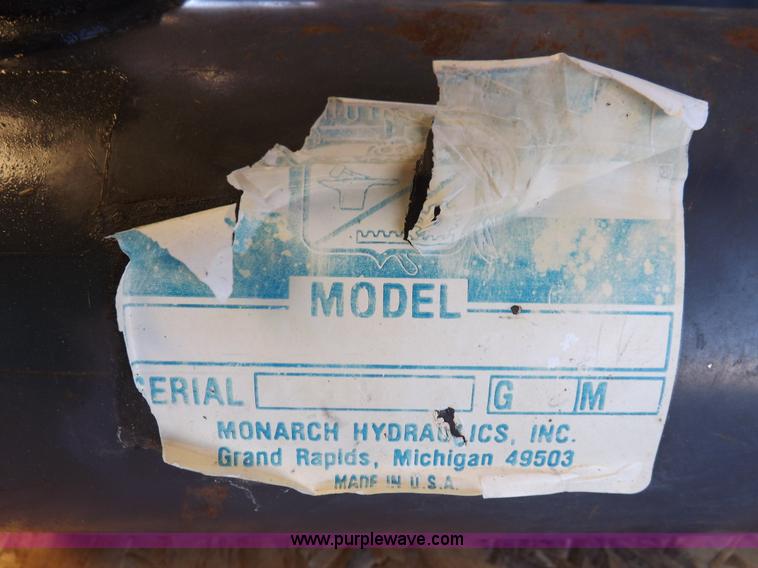 MODEL
SERIAL
G M
MONARCH HYDRAULICS, INC.
Grand Rapids, Michigan 49503
MADE IN U.S.A.
www.purplewave.com